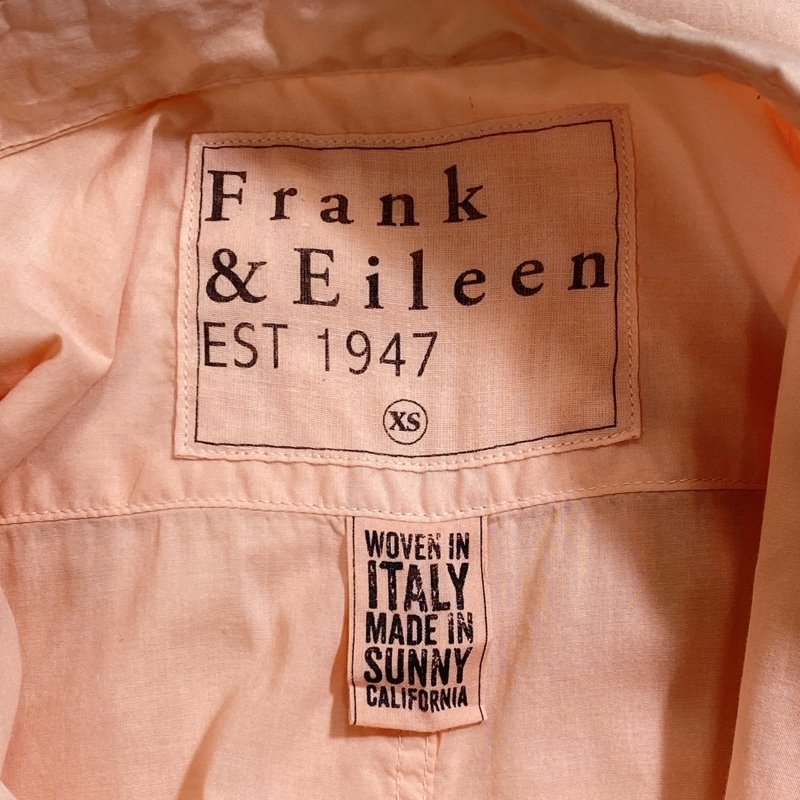 Frank
& Eileen
EST 1947
XS
WOVEN IN
ITALY
MADE IN
SUNNY
CALIFORNIA